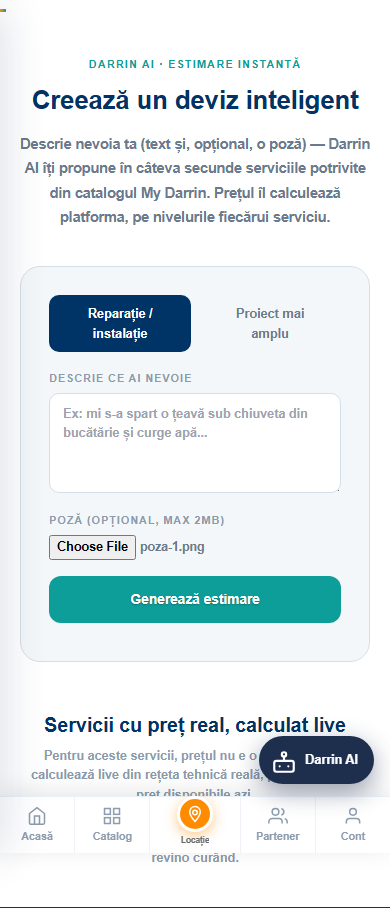 DARRIN AI · ESTIMARE INSTANTĂ
Creează un deviz inteligent
Descrie nevoia ta (text și, opțional, o poză) — Darrin
AI îți propune în câteva secunde serviciile potrivite
din catalogul My Darrin. Prețul îl calculează
platforma, pe nivelurile fiecărui serviciu.
Reparație /
instalație
Proiect mai
amplu
DESCRIE CE AI NEVOIE
Ex: mi s-a spart o țeavă sub chiuveta din
bucătărie și curge apă...
POZĂ (OPȚIONAL, MAX 2MB)
Choose File poza-1.png
Generează estimare
Servicii cu preț real, calculat live
Pentru aceste servicii, prețul nu e o
calculează live din rețeta tehnică reală,
preț disponibile azi
Darrin AI
Acasă
Catalog
Locație
Partener
Cont
revino curând.